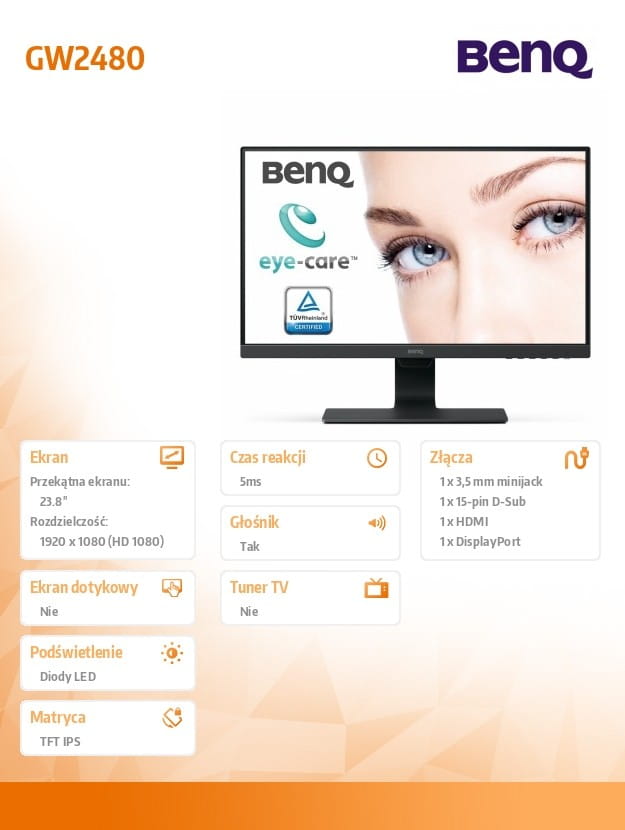 GW2480
BenQ
BenQ
eye-care™
TÜVRheinland
CERTIFIED
BenQ
Ekran
Przekątna ekranu:
23.8"
Rozdzielczość:
1920 x 1080 (HD 1080)
Ekran dotykowy
Nie
Podświetlenie
Diody LED
Matryca
TFT IPS
Czas reakcji
5ms
Głośnik
Tak
Tuner TV
Nie
Złącza
1 x 3,5 mm minijack
1 x 15-pin D-Sub
1 x HDMI
1 x DisplayPort